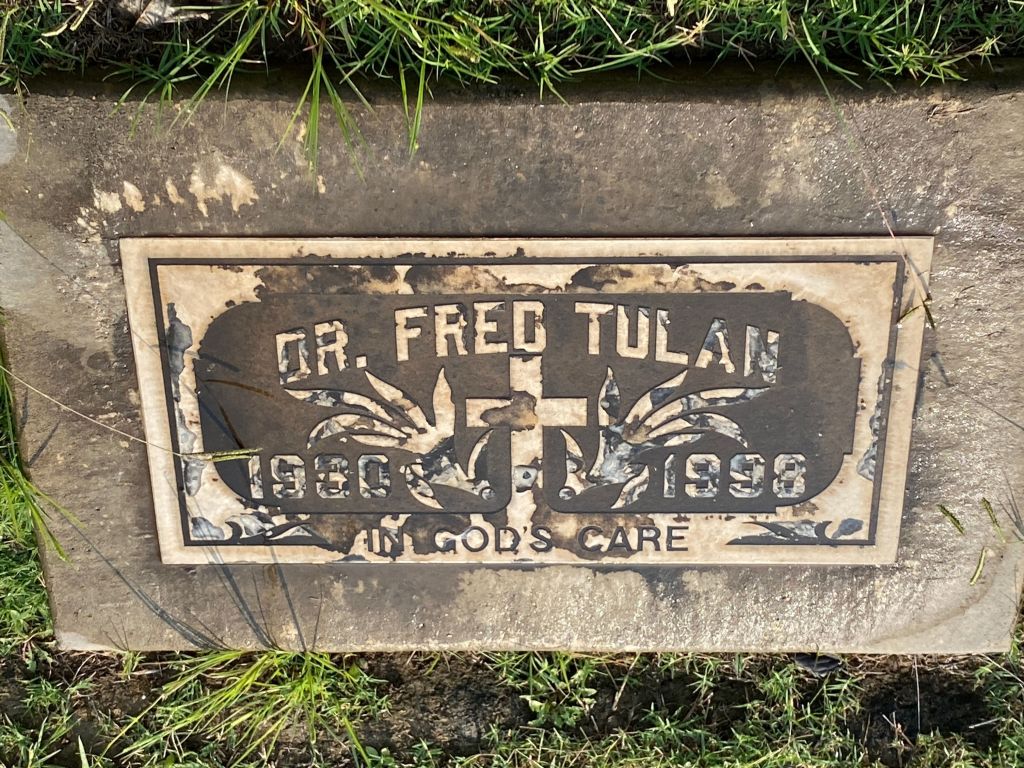 DR. FRED TULAN
1930 1998
IN GOD'S CARE